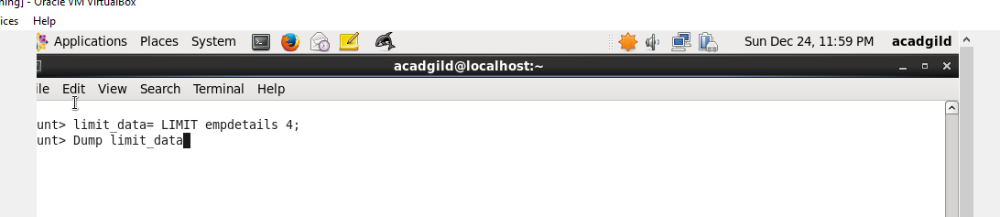 ning] - Oracle VM VirtualBox
ices Help
Applications Places System Sun Dec 24, 11:59 PM acadgild
acadgild@localhost:~
ile Edit View Search Terminal Help
unt> limit_data= LIMIT empdetails 4;
unt> Dump limit_data